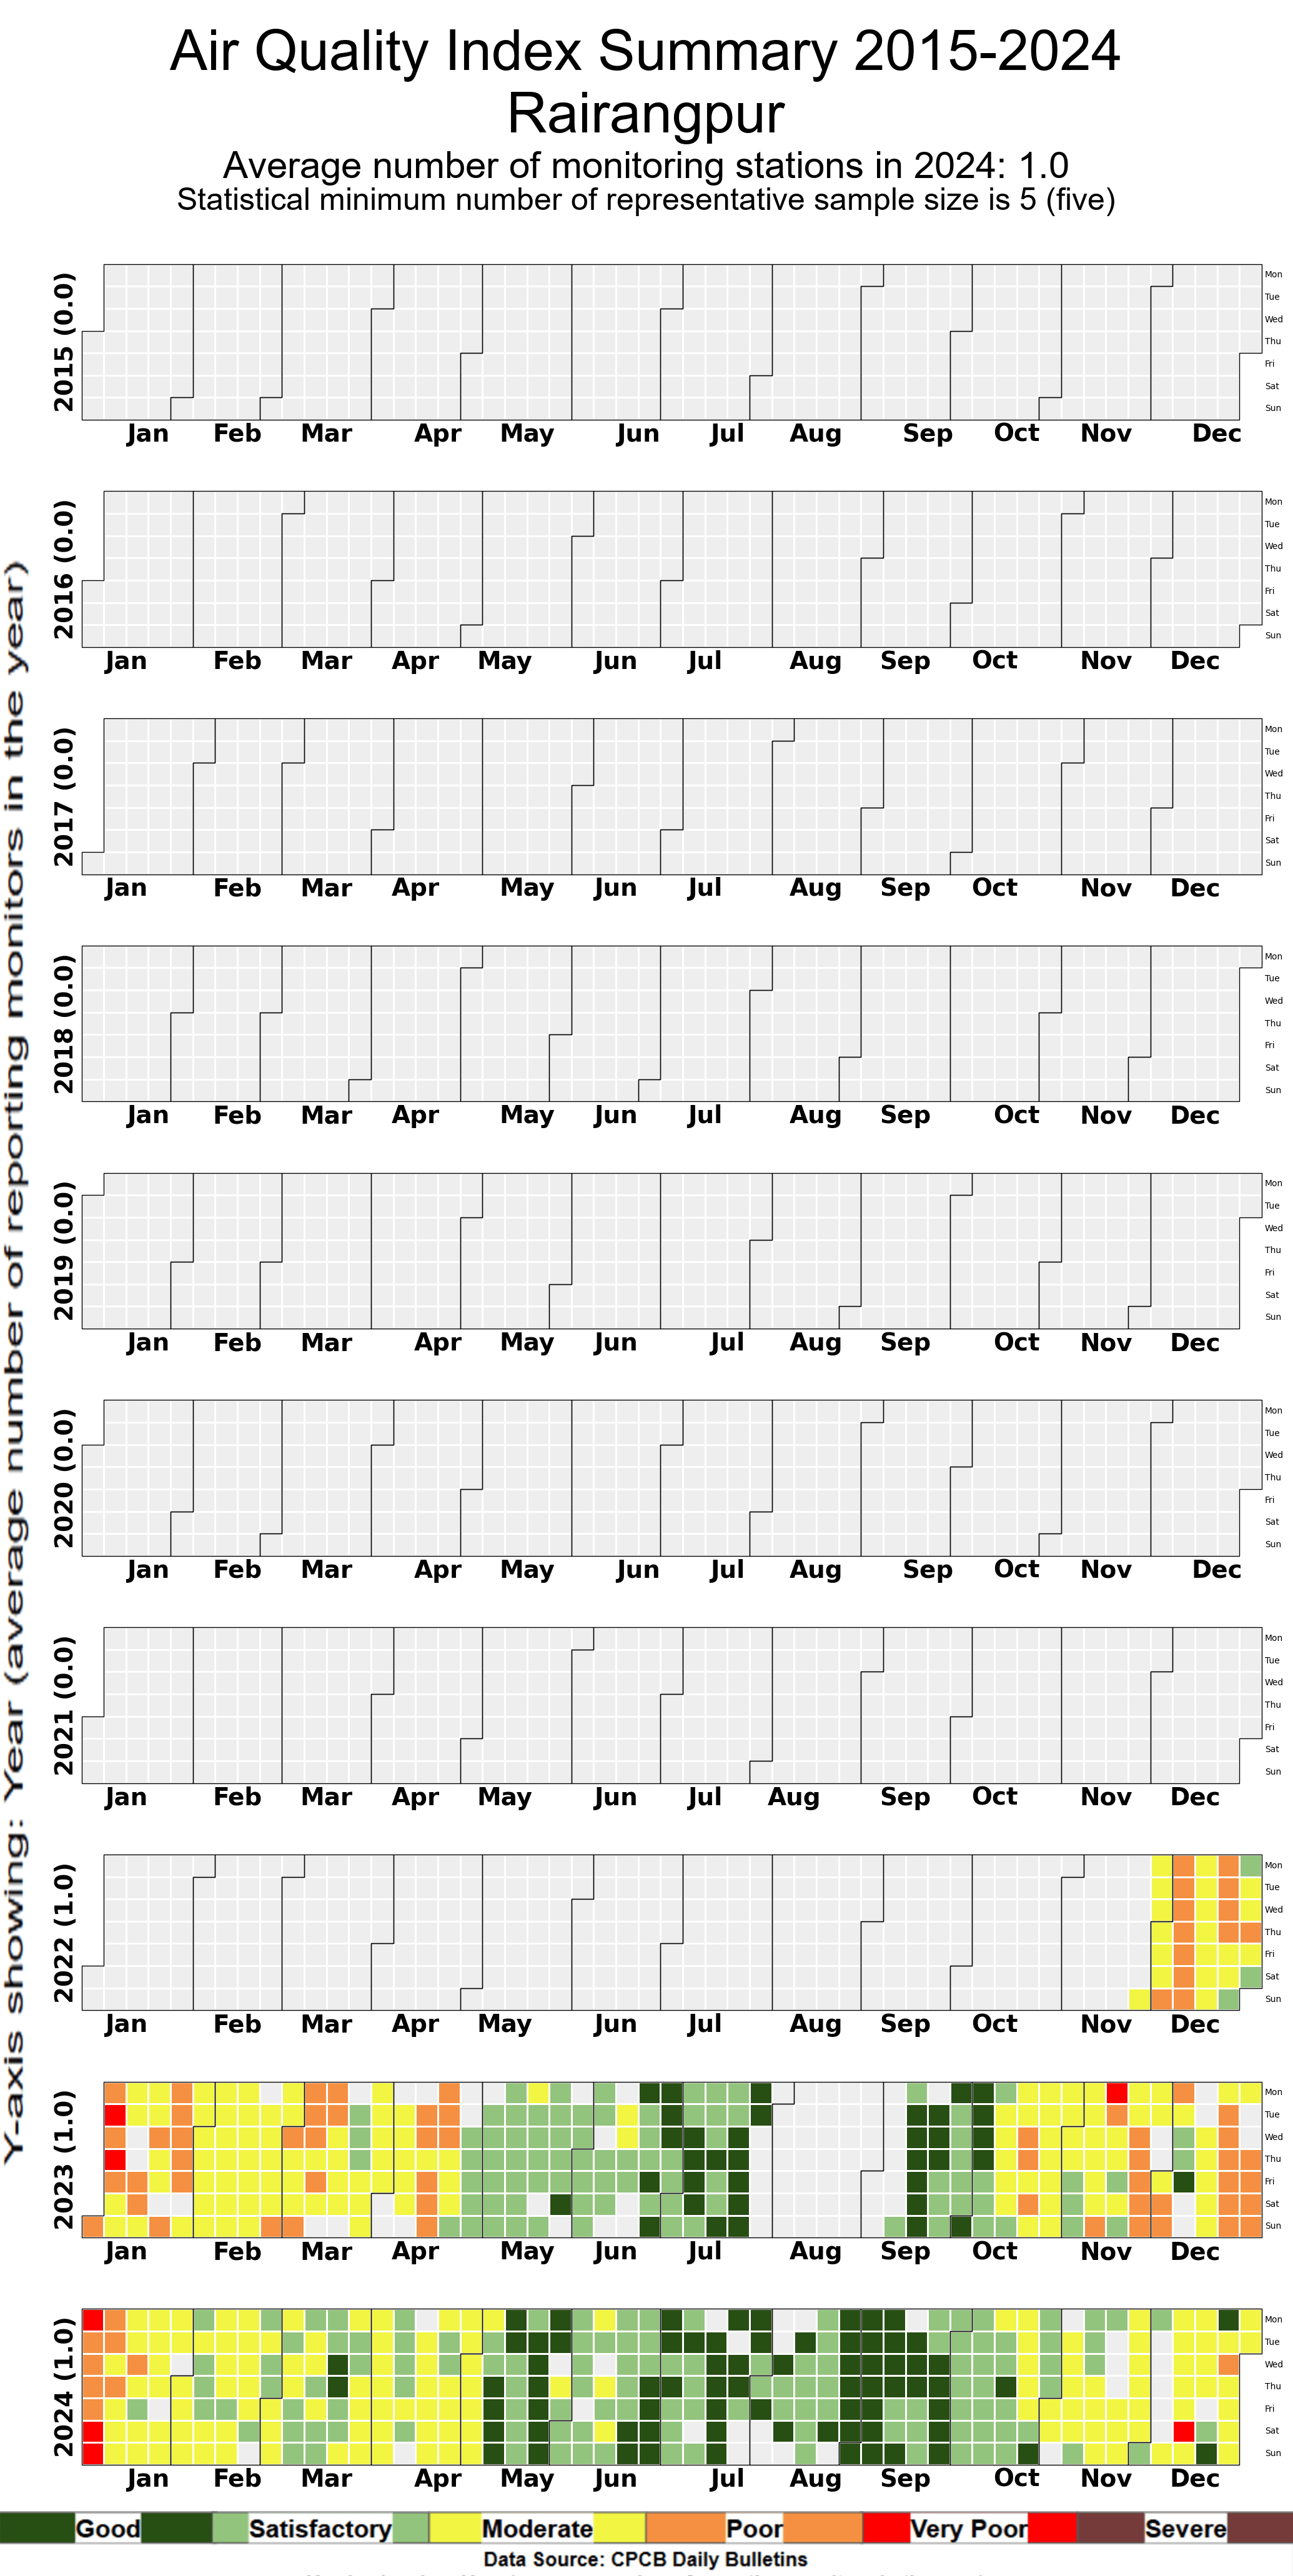 Air Quality Index Summary 2015-2024
Rairangpur
Average number of monitoring stations in 2024: 1.0
Statistical minimum number of representative sample size is 5 (five)
Y-axis showing: Year (average number of reporting monitors in the year)
2015 (0.0)
Mon
Tue
Wed
Thu
Fri
Sat
Sun
Jan Feb Mar Apr May Jun Jul Aug Sep Oct Nov Dec
2016 (0.0)
Mon
Tue
Wed
Thu
Fri
Sat
Sun
Jan Feb Mar Apr May Jun Jul Aug Sep Oct Nov Dec
2017 (0.0)
Mon
Tue
Wed
Thu
Fri
Sat
Sun
Jan Feb Mar Apr May Jun Jul Aug Sep Oct Nov Dec
2018 (0.0)
Mon
Tue
Wed
Thu
Fri
Sat
Sun
Jan Feb Mar Apr May Jun Jul Aug Sep Oct Nov Dec
2019 (0.0)
Mon
Tue
Wed
Thu
Fri
Sat
Sun
Jan Feb Mar Apr May Jun Jul Aug Sep Oct Nov Dec
2020 (0.0)
Mon
Tue
Wed
Thu
Fri
Sat
Sun
Jan Feb Mar Apr May Jun Jul Aug Sep Oct Nov Dec
2021 (0.0)
Mon
Tue
Wed
Thu
Fri
Sat
Sun
Jan Feb Mar Apr May Jun Jul Aug Sep Oct Nov Dec
2022 (1.0)
Mon
Tue
Wed
Thu
Fri
Sat
Sun
Jan Feb Mar Apr May Jun Jul Aug Sep Oct Nov Dec
2023 (1.0)
Mon
Tue
Wed
Thu
Fri
Sat
Sun
Jan Feb Mar Apr May Jun Jul Aug Sep Oct Nov Dec
2024 (1.0)
Mon
Tue
Wed
Thu
Fri
Sat
Sun
Jan Feb Mar Apr May Jun Jul Aug Sep Oct Nov Dec
Good Satisfactory Moderate Poor Very Poor Severe
Data Source: CPCB Daily Bulletins